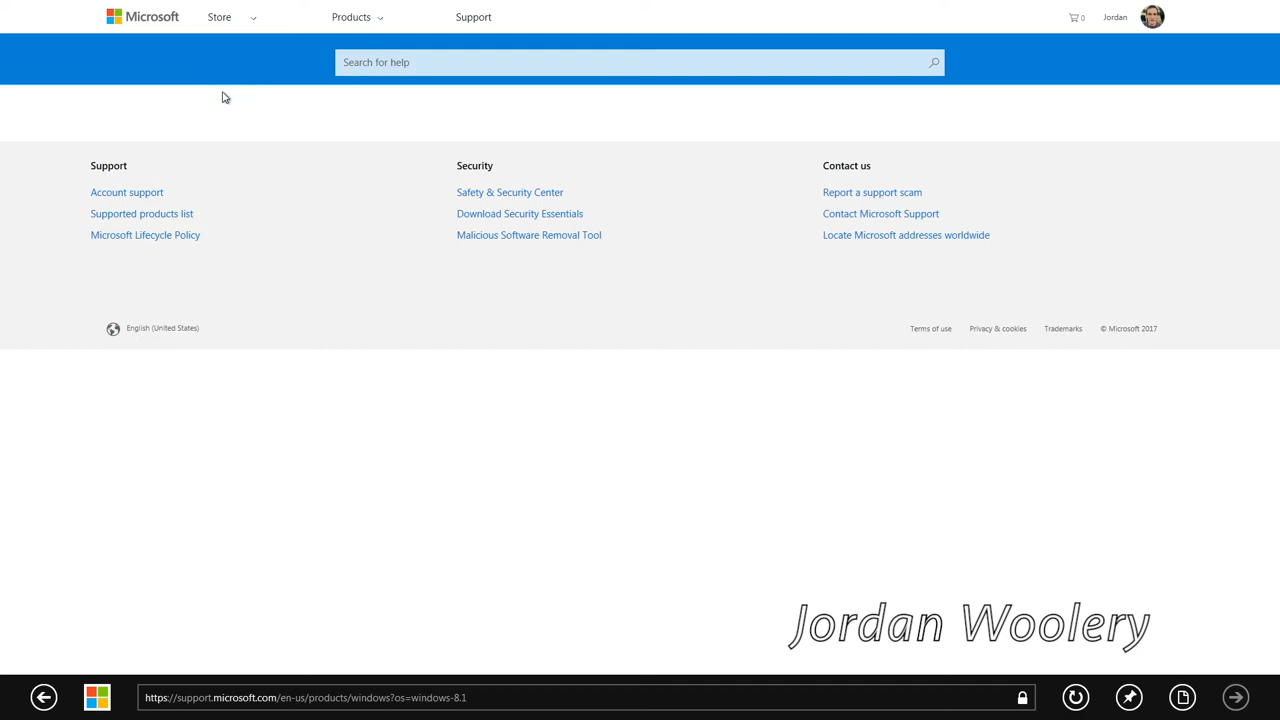 Microsoft Store Products Support 0 Jordan
Search for help
Support
Account support
Supported products list
Microsoft Lifecycle Policy
Security
Safety & Security Center
Download Security Essentials
Malicious Software Removal Tool
Contact us
Report a support scam
Contact Microsoft Support
Locate Microsoft addresses worldwide
English (United States) Terms of use Privacy & cookies Trademarks © Microsoft 2017
Jordan Woolery
https://support.microsoft.com/en-us/products/windows?os=windows-8.1